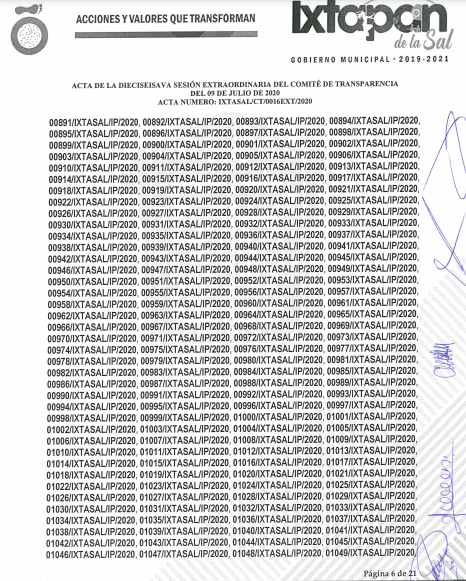 ACCIONES Y VALORES QUE TRANSFORMAN
Ixtapan
de la Sal
GOBIERNO MUNICIPAL • 2019-2021
ACTA DE LA DIECISEISAVA SESIÓN EXTRAORDINARIA DEL COMITÉ DE TRANSPARENCIA
DEL 09 DE JULIO DE 2020
ACTA NUMERO: IXTASAL/CT/0016EXT/2020
00891/IXTASAL/IP/2020, 00892/IXTASAL/IP/2020, 00893/IXTASAL/IP/2020, 00894/IXTASAL/IP/2020,
00895/IXTASAL/IP/2020, 00896/IXTASAL/IP/2020, 00897/IXTASAL/IP/2020, 00898/IXTASAL/IP/2020,
00899/IXTASAL/IP/2020, 00900/IXTASAL/IP/2020, 00901/IXTASAL/IP/2020, 00902/IXTASAL/IP/2020,
00903/IXTASAL/IP/2020, 00904/IXTASAL/IP/2020, 00905/IXTASAL/IP/2020, 00906/IXTASAL/IP/2020,
00910/IXTASAL/IP/2020, 00911/IXTASAL/IP/2020, 00912/IXTASAL/IP/2020, 00913/IXTASAL/IP/2020,
00914/IXTASAL/IP/2020, 00915/IXTASAL/IP/2020, 00916/IXTASAL/IP/2020, 00917/IXTASAL/IP/2020,
00918/IXTASAL/IP/2020, 00919/IXTASAL/IP/2020, 00920/IXTASAL/IP/2020, 00921/IXTASAL/IP/2020,
00922/IXTASAL/IP/2020, 00923/IXTASAL/IP/2020, 00924/IXTASAL/IP/2020, 00925/IXTASAL/IP/2020,
00926/IXTASAL/IP/2020, 00927/IXTASAL/IP/2020, 00928/IXTASAL/IP/2020, 00929/IXTASAL/IP/2020,
00930/IXTASAL/IP/2020, 00931/IXTASAL/IP/2020, 00932/IXTASAL/IP/2020, 00933/IXTASAL/IP/2020,
00934/IXTASAL/IP/2020, 00935/IXTASAL/IP/2020, 00936/IXTASAL/IP/2020, 00937/IXTASAL/IP/2020,
00938/IXTASAL/IP/2020, 00939/IXTASAL/IP/2020, 00940/IXTASAL/IP/2020, 00941/IXTASAL/IP/2020,
00942/IXTASAL/IP/2020, 00943/IXTASAL/IP/2020, 00944/IXTASAL/IP/2020, 00945/IXTASAL/IP/2020,
00946/IXTASAL/IP/2020, 00947/IXTASAL/IP/2020, 00948/IXTASAL/IP/2020, 00949/IXTASAL/IP/2020,
00950/IXTASAL/IP/2020, 00951/IXTASAL/IP/2020, 00952/IXTASAL/IP/2020, 00953/IXTASAL/IP/2020,
00954/IXTASAL/IP/2020, 00955/IXTASAL/IP/2020, 00956/IXTASAL/IP/2020, 00957/IXTASAL/IP/2020,
00958/IXTASAL/IP/2020, 00959/IXTASAL/IP/2020, 00960/IXTASAL/IP/2020, 00961/IXTASAL/IP/2020,
00962/IXTASAL/IP/2020, 00963/IXTASAL/IP/2020, 00964/IXTASAL/IP/2020, 00965/IXTASAL/IP/2020,
00966/IXTASAL/IP/2020, 00967/IXTASAL/IP/2020, 00968/IXTASAL/IP/2020, 00969/IXTASAL/IP/2020,
00970/IXTASAL/IP/2020, 00971/IXTASAL/IP/2020, 00972/IXTASAL/IP/2020, 00973/IXTASAL/IP/2020,
00974/IXTASAL/IP/2020, 00975/IXTASAL/IP/2020, 00976/IXTASAL/IP/2020, 00977/IXTASAL/IP/2020,
00978/IXTASAL/IP/2020, 00979/IXTASAL/IP/2020, 00980/IXTASAL/IP/2020, 00981/IXTASAL/IP/2020,
00982/IXTASAL/IP/2020, 00983/IXTASAL/IP/2020, 00984/IXTASAL/IP/2020, 00985/IXTASAL/IP/2020,
00986/IXTASAL/IP/2020, 00987/IXTASAL/IP/2020, 00988/IXTASAL/IP/2020, 00989/IXTASAL/IP/2020,
00990/IXTASAL/IP/2020, 00991/IXTASAL/IP/2020, 00992/IXTASAL/IP/2020, 00993/IXTASAL/IP/2020,
00994/IXTASAL/IP/2020, 00995/IXTASAL/IP/2020, 00996/IXTASAL/IP/2020, 00997/IXTASAL/IP/2020,
00998/IXTASAL/IP/2020, 00999/IXTASAL/IP/2020, 01000/IXTASAL/IP/2020, 01001/IXTASAL/IP/2020,
01002/IXTASAL/IP/2020, 01003/IXTASAL/IP/2020, 01004/IXTASAL/IP/2020, 01005/IXTASAL/IP/2020,
01006/IXTASAL/IP/2020, 01007/IXTASAL/IP/2020, 01008/IXTASAL/IP/2020, 01009/IXTASAL/IP/2020,
01010/IXTASAL/IP/2020, 01011/IXTASAL/IP/2020, 01012/IXTASAL/IP/2020, 01013/IXTASAL/IP/2020,
01014/IXTASAL/IP/2020, 01015/IXTASAL/IP/2020, 01016/IXTASAL/IP/2020, 01017/IXTASAL/IP/2020,
01018/IXTASAL/IP/2020, 01019/IXTASAL/IP/2020, 01020/IXTASAL/IP/2020, 01021/IXTASAL/IP/2020,
01022/IXTASAL/IP/2020, 01023/IXTASAL/IP/2020, 01024/IXTASAL/IP/2020, 01025/IXTASAL/IP/2020,
01026/IXTASAL/IP/2020, 01027/IXTASAL/IP/2020, 01028/IXTASAL/IP/2020, 01029/IXTASAL/IP/2020,
01030/IXTASAL/IP/2020, 01031/IXTASAL/IP/2020, 01032/IXTASAL/IP/2020, 01033/IXTASAL/IP/2020,
01034/IXTASAL/IP/2020, 01035/IXTASAL/IP/2020, 01036/IXTASAL/IP/2020, 01037/IXTASAL/IP/2020,
01038/IXTASAL/IP/2020, 01039/IXTASAL/IP/2020, 01040/IXTASAL/IP/2020, 01041/IXTASAL/IP/2020,
01042/IXTASAL/IP/2020, 01043/IXTASAL/IP/2020, 01044/IXTASAL/IP/2020, 01045/IXTASAL/IP/2020,
01046/IXTASAL/IP/2020, 01047/IXTASAL/IP/2020, 01048/IXTASAL/IP/2020, 01049/IXTASAL/IP/2020,
Página 6 de 21